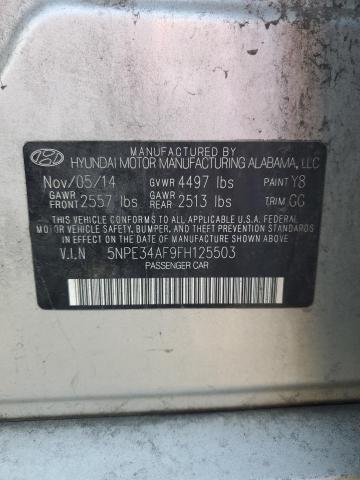 MANUFACTURED BY
HYUNDAI MOTOR MANUFACTURING ALABAMA, LLC
Nov/05/14 GVWR 4497 lbs PAINT Y8
GAWR FRONT 2557 lbs GAWR REAR 2513 lbs TRIM GG
THIS VEHICLE CONFORMS TO ALL APPLICABLE U.S.A. FEDERAL
MOTOR VEHICLE SAFETY, BUMPER, AND THEFT PREVENTION
STANDARDS IN EFFECT ON THE DATE OF MANUFACTURE SHOWN ABOVE.
V.I.N 5NPE34AF9FH125503
PASSENGER CAR